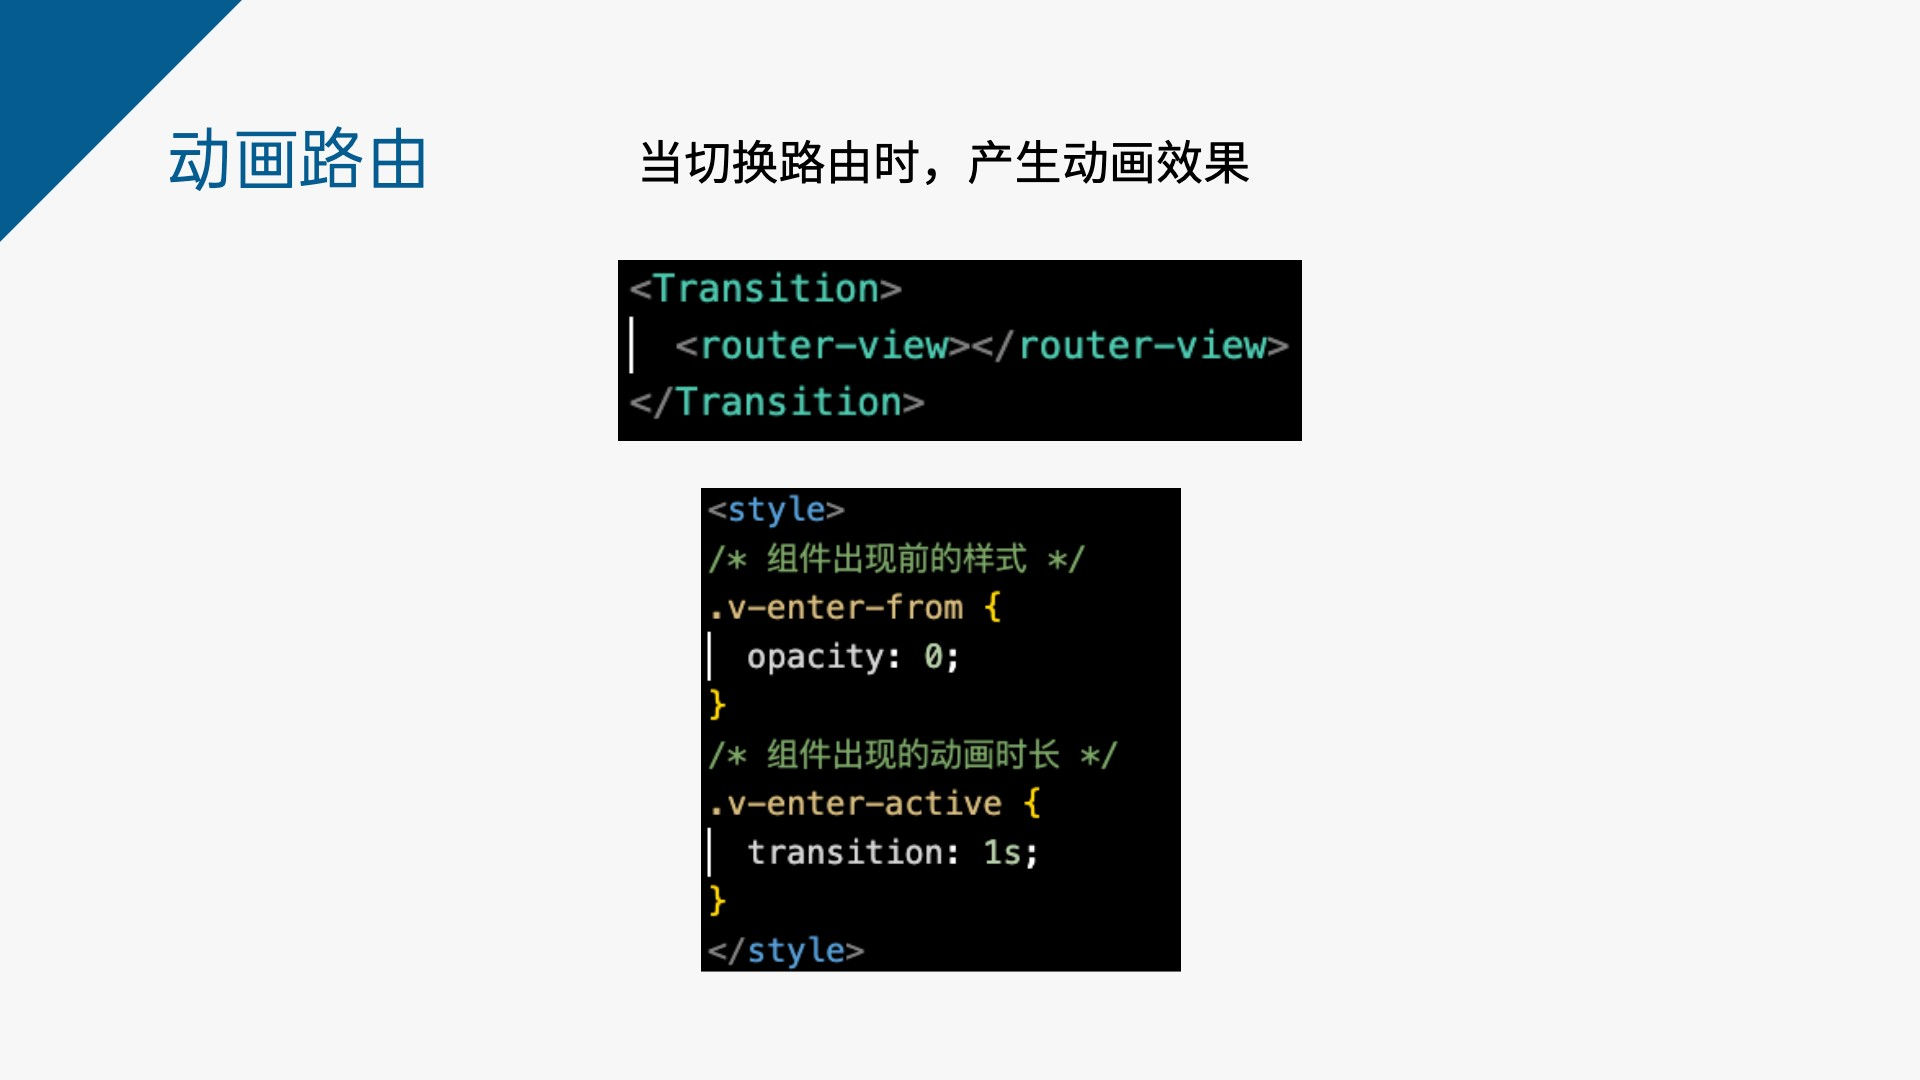 动画路由
当切换路由时，产生动画效果
<Transition>
  <router-view></router-view>
</Transition>
<style>
/* 组件出现前的样式 */
.v-enter-from {
  opacity: 0;
}
/* 组件出现的动画时长 */
.v-enter-active {
  transition: 1s;
}
</style>